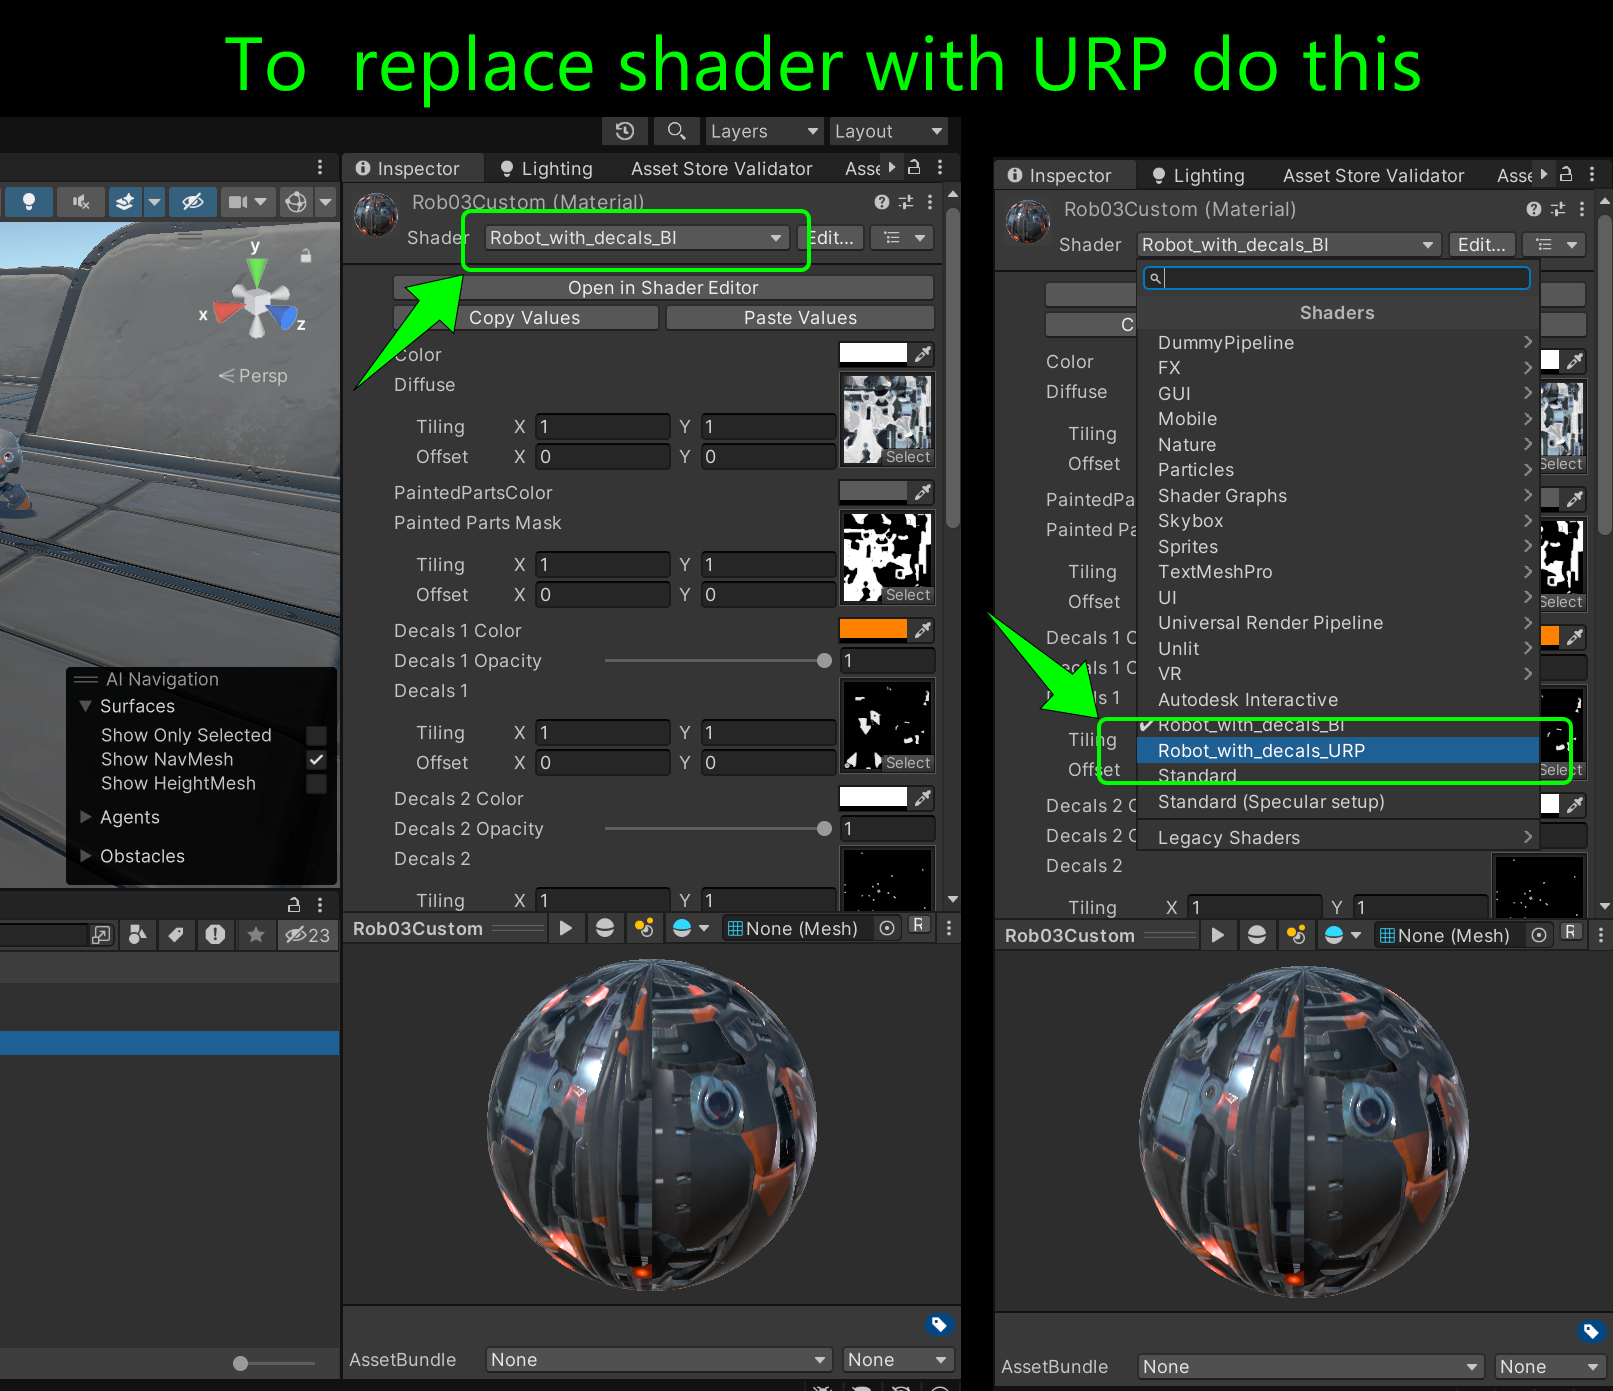 To replace shader with URP do this
Layers
Layout
Inspector
Lighting
Asset Store Validator
Asse
Rob03Custom (Material)
Shader
Robot_with_decals_BI
Edit...
Open in Shader Editor
Copy Values
Paste Values
Color
Diffuse
Tiling X 1 Y 1
Offset X 0 Y 0
Select
PaintedPartsColor
Painted Parts Mask
Tiling X 1 Y 1
Offset X 0 Y 0
Select
Decals 1 Color
Decals 1 Opacity 1
Decals 1
Tiling X 1 Y 1
Offset X 0 Y 0
Select
Decals 2 Color
Decals 2 Opacity 1
Decals 2
Tiling X 1 Y 1
Rob03Custom
None (Mesh)
R
AssetBundle
None
None
y
x
z
Persp
AI Navigation
Surfaces
Show Only Selected
Show NavMesh
Show HeightMesh
Agents
Obstacles
23
Inspector
Lighting
Asset Store Validator
Asse
Rob03Custom (Material)
Shader
Robot_with_decals_BI
Edit...
Shaders
DummyPipeline
FX
GUI
Mobile
Nature
Particles
Shader Graphs
Skybox
Sprites
TextMeshPro
UI
Universal Render Pipeline
Unlit
VR
Autodesk Interactive
Robot_with_decals_BI
Robot_with_decals_URP
Standard
Standard (Specular setup)
Legacy Shaders
C
Color
Diffuse
Tiling
Offset
Select
PaintedPa
Painted Pa
Tiling
Offset
Select
Decals 1 C
Decals 1 C
Decals 1
Tiling
Offset
Select
Decals 2 C
Decals 2 C
Decals 2
Tiling X 1 Y 1
Rob03Custom
None (Mesh)
R
AssetBundle
None
None